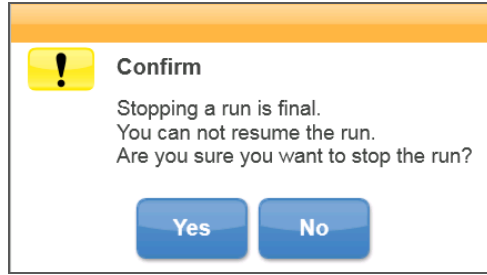 Confirm
Stopping a run is final.
You can not resume the run.
Are you sure you want to stop the run?
Yes
No